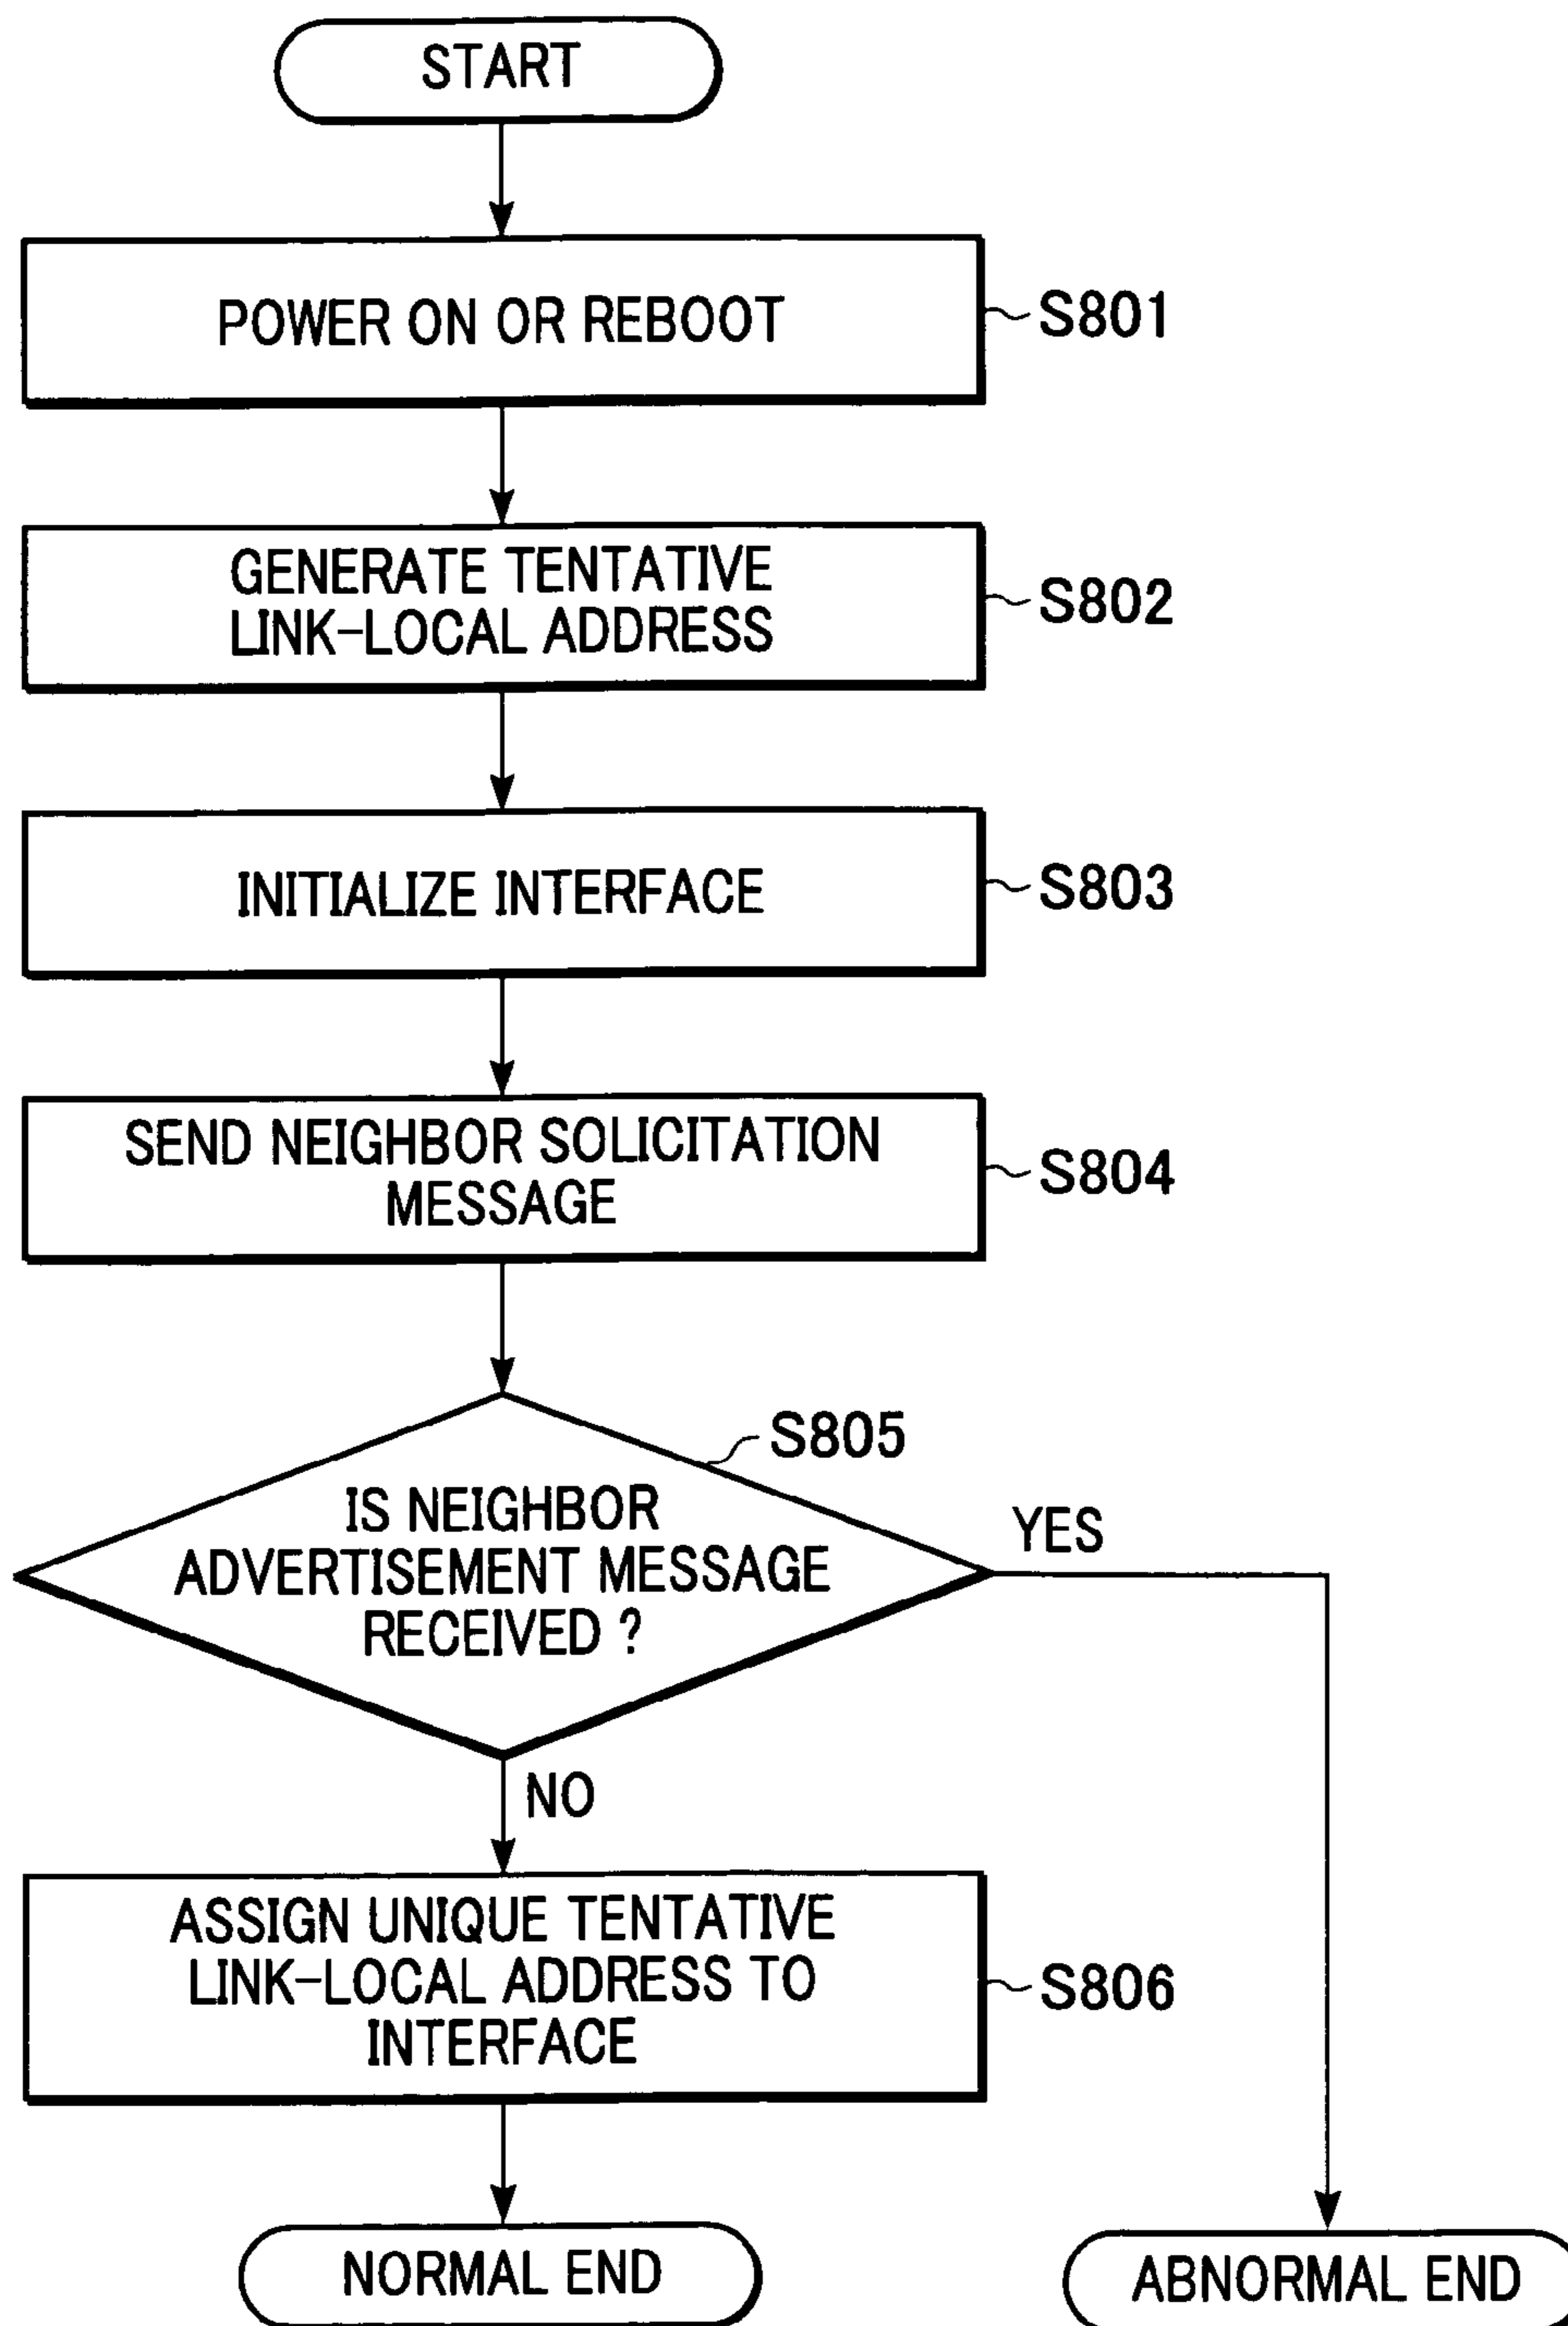 START
POWER ON OR REBOOT
S801
GENERATE TENTATIVE
LINK-LOCAL ADDRESS
S802
INITIALIZE INTERFACE
S803
SEND NEIGHBOR SOLICITATION
MESSAGE
S804
S805
IS NEIGHBOR
ADVERTISEMENT MESSAGE
RECEIVED ?
YES
NO
ASSIGN UNIQUE TENTATIVE
LINK-LOCAL ADDRESS TO
INTERFACE
S806
NORMAL END
ABNORMAL END